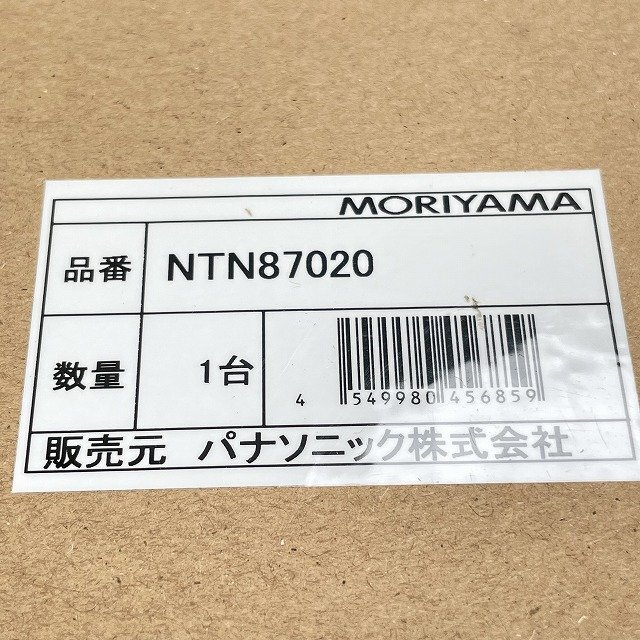 MORIYAMA
品番 NTN87020
数量 1台
4 549980 456859
販売元 パナソニック株式会社